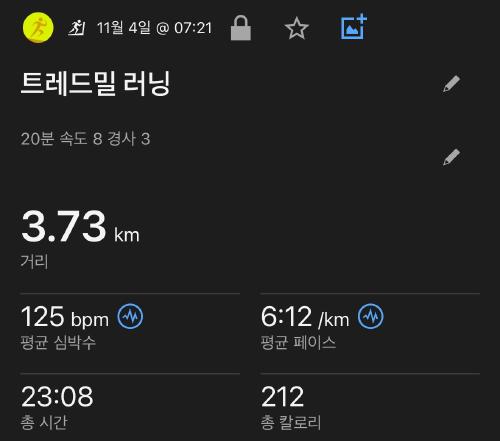 11월 4일 @ 07:21
트레드밀 러닝
20분 속도 8 경사 3
3.73 km
거리
125 bpm
평균 심박수
6:12 /km
평균 페이스
23:08
총 시간
212
총 칼로리